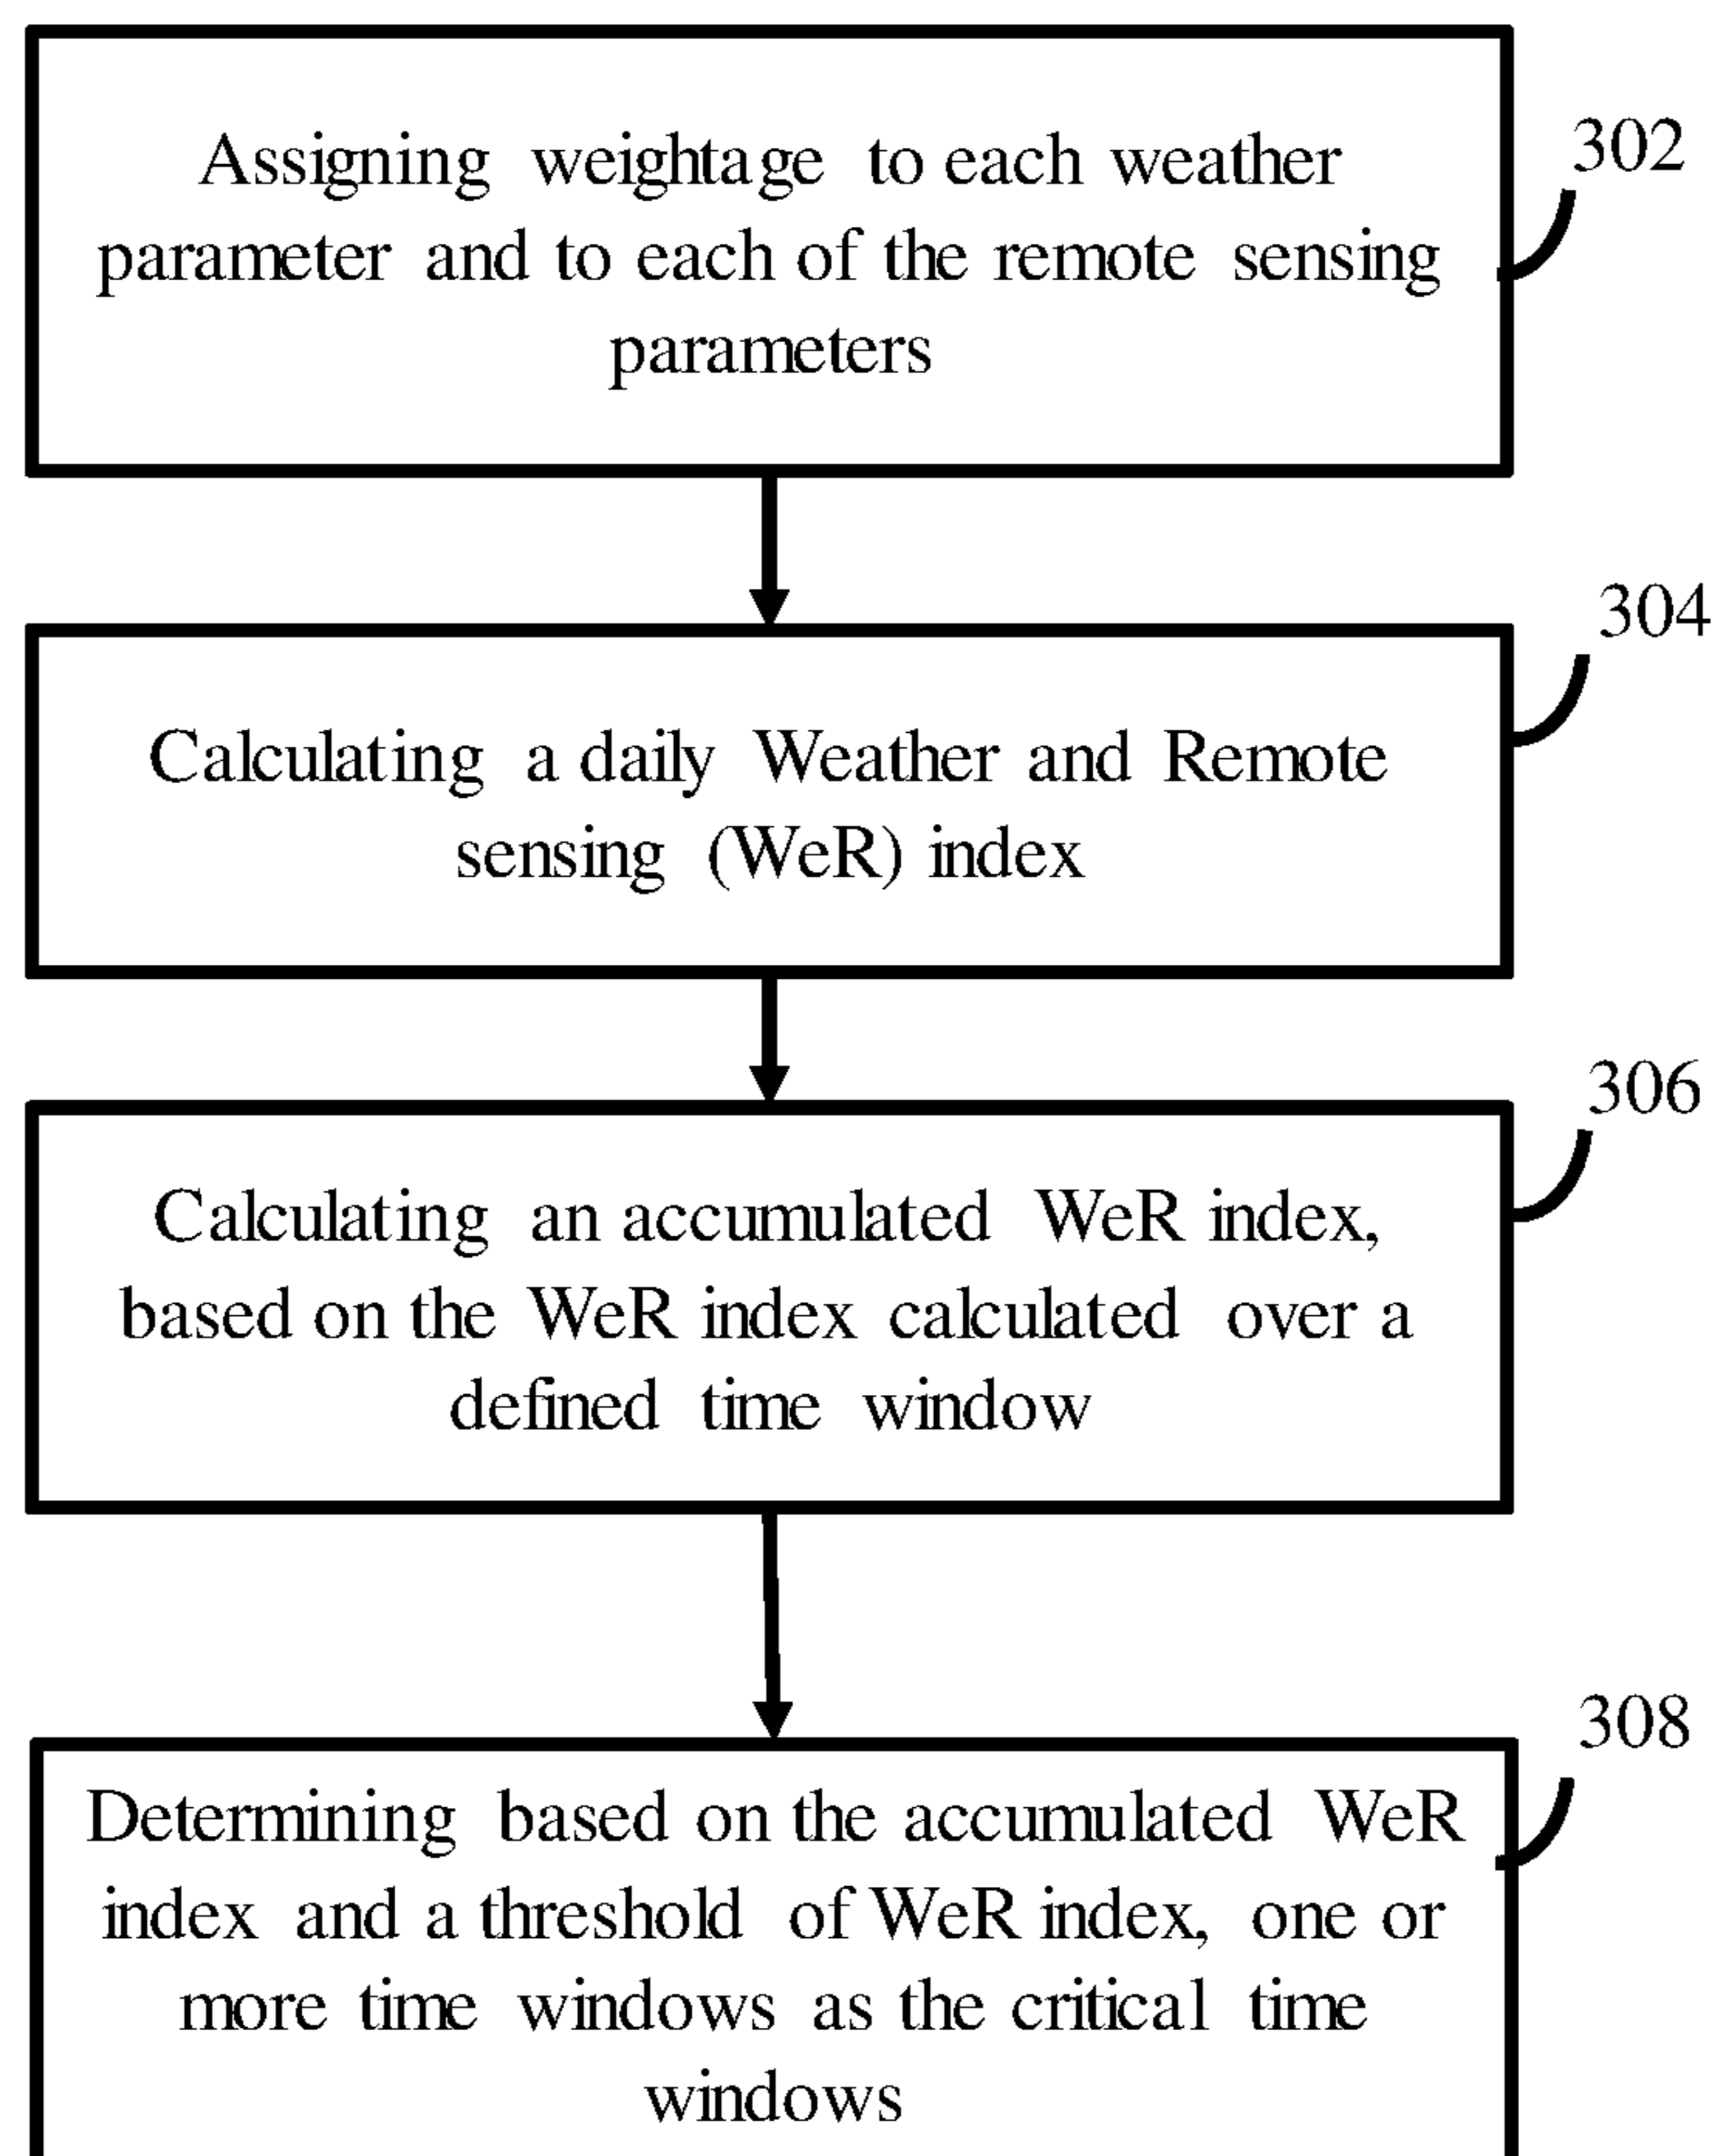 Assigning weightage to each weather
302
parameter and to each of the remote sensing
parameters
304
Calculating a daily Weather and Remote
sensing (WeR) index
306
Calculating an accumulated WeR index,
based on the WeR index calculated over a
defined time window
308
Determining based on the accumulated WeR
index and a threshold of WeR index, one or
more time windows as the critical time
windows